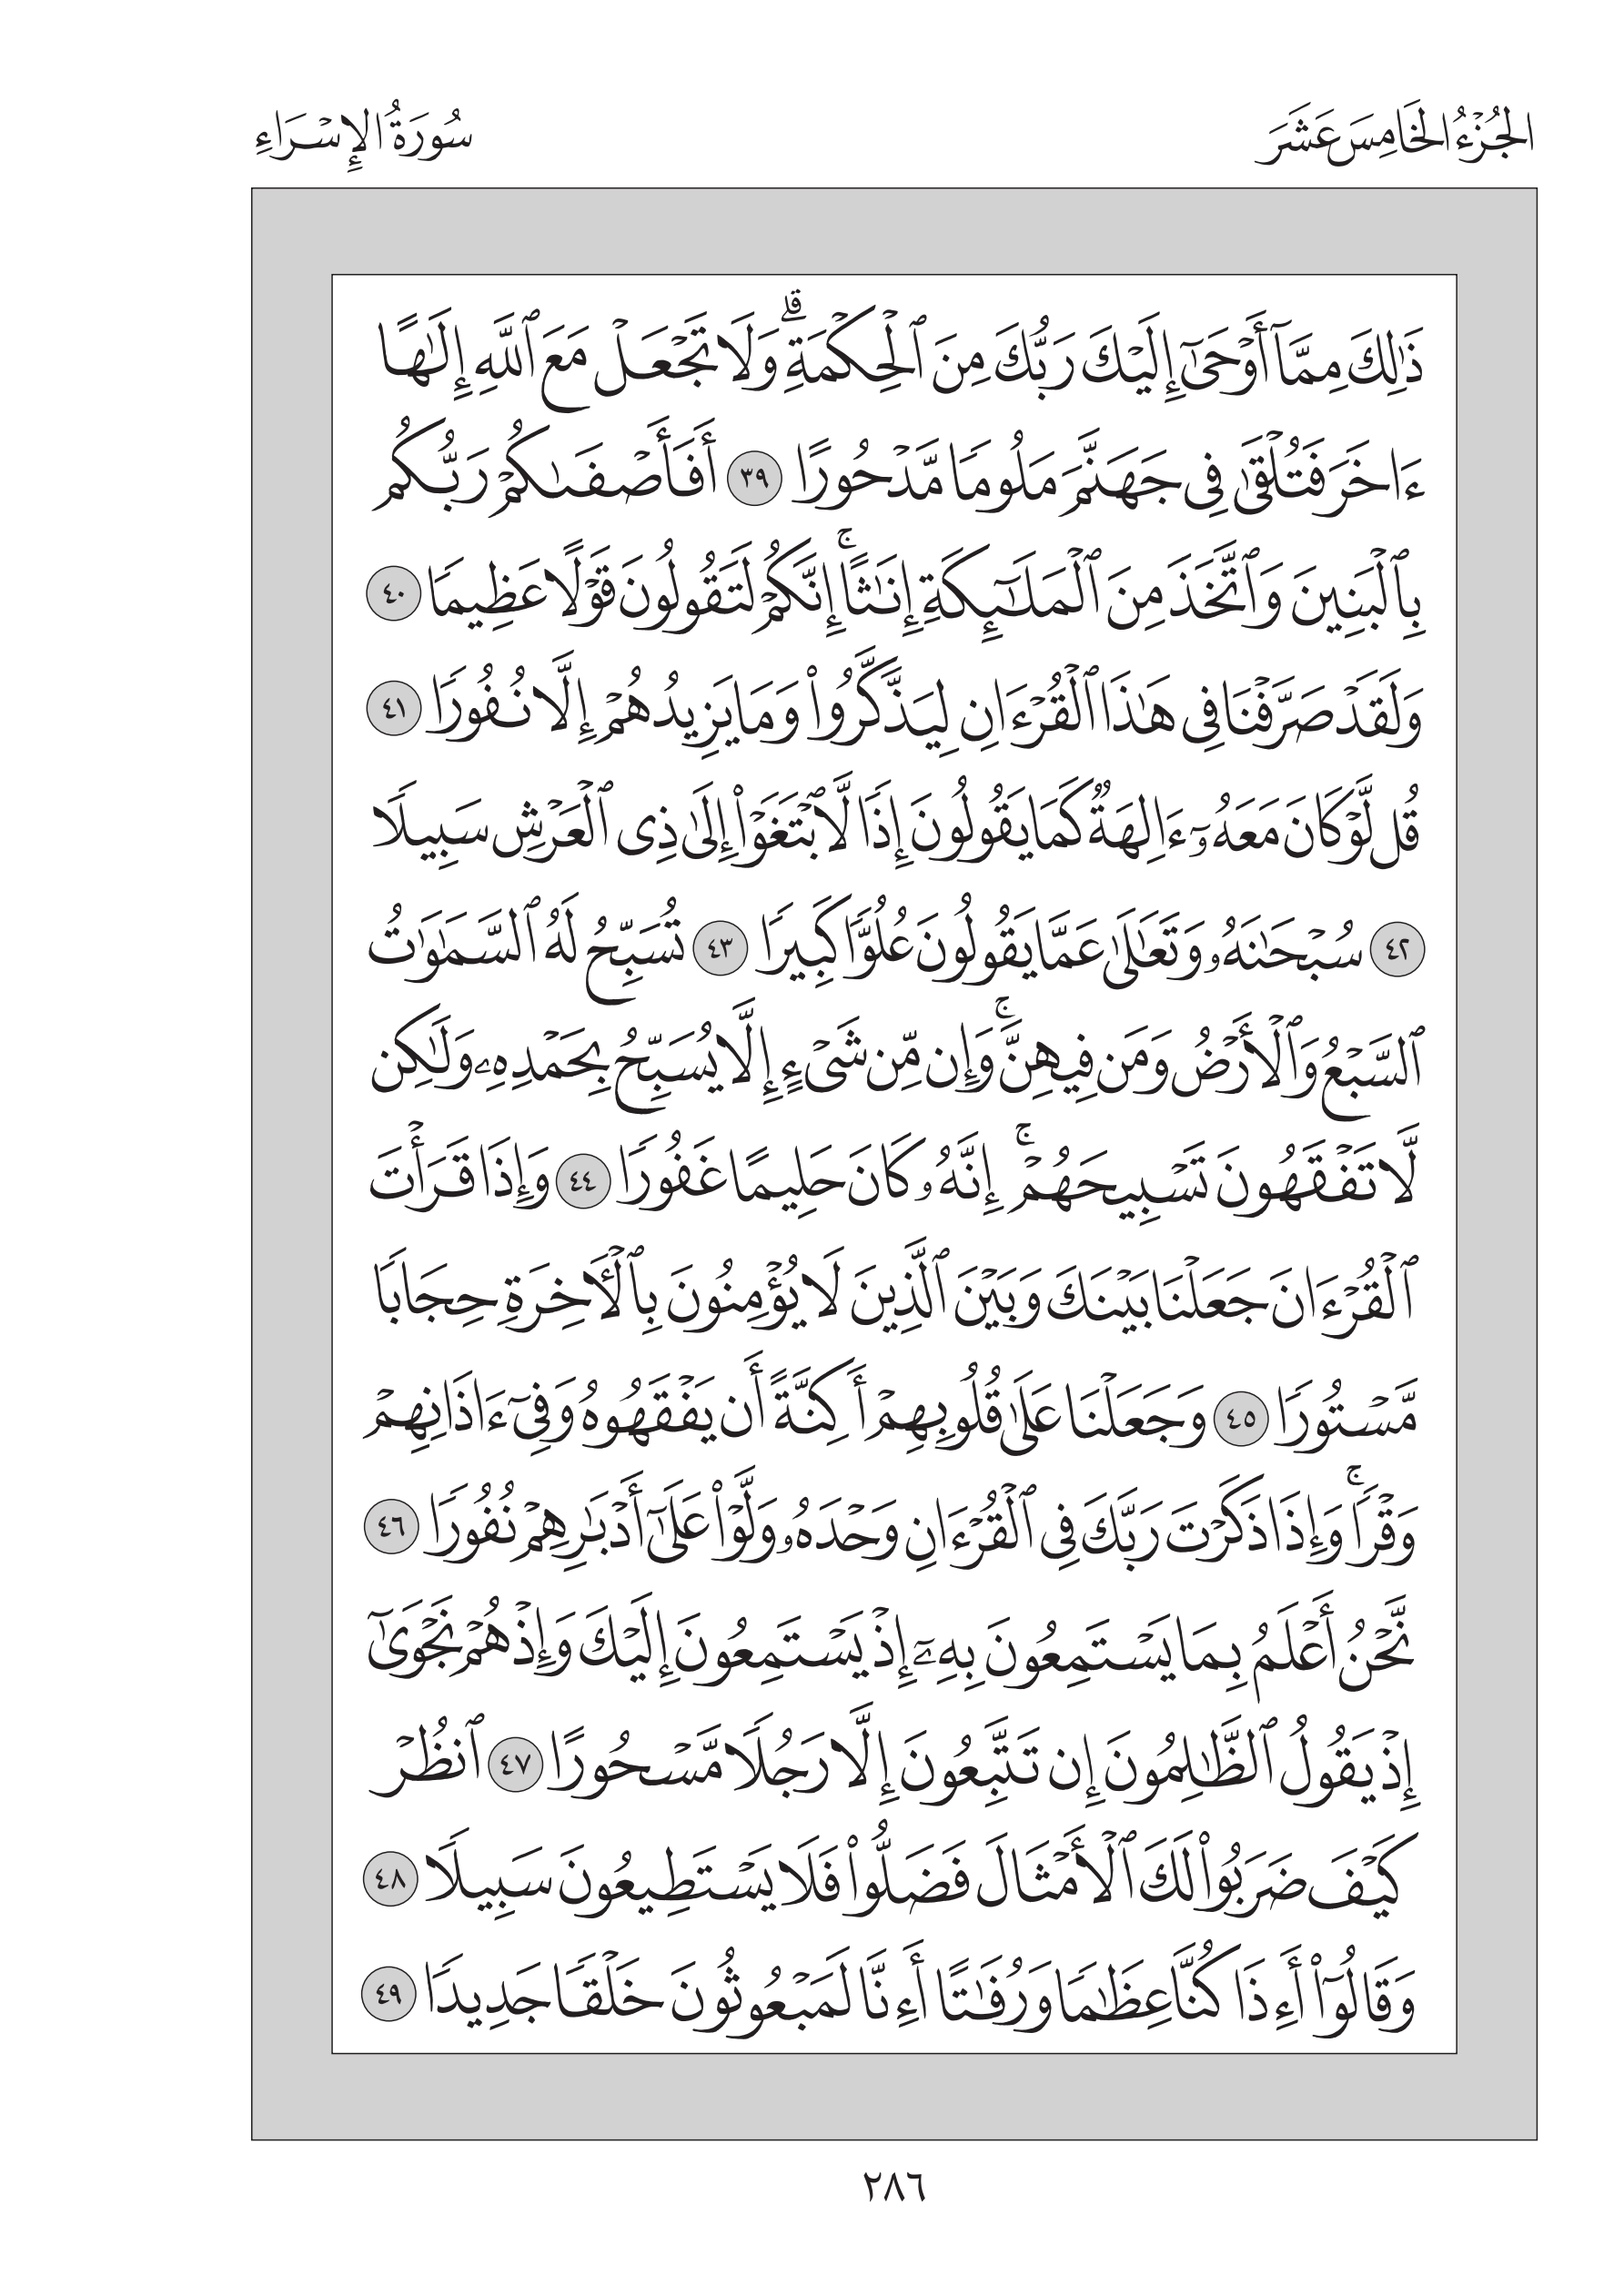 الجُزْءُ الخَامِسَ عَشَرَ
سُورَةُ الإِسْرَاءِ
ذَٰلِكَ مِمَّآ أَوْحَىٰٓ إِلَيْكَ رَبُّكَ مِنَ ٱلْحِكْمَةِۗ وَلَا تَجْعَلْ مَعَ ٱللَّهِ إِلَٰهًا
ءَاخَرَ فَتُلْقَىٰ فِى جَهَنَّمَ مَلُومًا مَّدْحُورًا ٣٩ أَفَأَصْفَىٰكُمْ رَبُّكُم
بِٱلْبَنِينَ وَٱتَّخَذَ مِنَ ٱلْمَلَٰٓئِكَةِ إِنَٰثًاۚ إِنَّكُمْ لَتَقُولُونَ قَوْلًا عَظِيمًا ٤٠
وَلَقَدْ صَرَّفْنَا فِى هَٰذَا ٱلْقُرْءَانِ لِيَذَّكَّرُوا۟ وَمَا يَزِيدُهُمْ إِلَّا نُفُورًا ٤١
قُل لَّوْ كَانَ مَعَهُۥٓ ءَالِهَةٌ كَمَا يَقُولُونَ إِذًا لَّٱبْتَغَوْا۟ إِلَىٰ ذِى ٱلْعَرْشِ سَبِيلًا
٤٢ سُبْحَٰنَهُۥ وَتَعَٰلَىٰ عَمَّا يَقُولُونَ عُلُوًّا كَبِيرًا ٤٣ تُسَبِّحُ لَهُ ٱلسَّمَٰوَٰتُ
ٱلسَّبْعُ وَٱلْأَرْضُ وَمَن فِيهِنَّۚ وَإِن مِّن شَىْءٍ إِلَّا يُسَبِّحُ بِحَمْدِهِۦ وَلَٰكِن
لَّا تَفْقَهُونَ تَسْبِيحَهُمْۚ إِنَّهُۥ كَانَ حَلِيمًا غَفُورًا ٤٤ وَإِذَا قَرَأْتَ
ٱلْقُرْءَانَ جَعَلْنَا بَيْنَكَ وَبَيْنَ ٱلَّذِينَ لَا يُؤْمِنُونَ بِٱلْءَاخِرَةِ حِجَابًا
مَّسْتُورًا ٤٥ وَجَعَلْنَا عَلَىٰ قُلُوبِهِمْ أَكِنَّةً أَن يَفْقَهُوهُ وَفِىٓ ءَاذَانِهِمْ
وَقْرًاۚ وَإِذَا ذَكَرْتَ رَبَّكَ فِى ٱلْقُرْءَانِ وَحْدَهُۥ وَلَّوْا۟ عَلَىٰٓ أَدْبَٰرِهِمْ نُفُورًا ٤٦
نَّحْنُ أَعْلَمُ بِمَا يَسْتَمِعُونَ بِهِۦٓ إِذْ يَسْتَمِعُونَ إِلَيْكَ وَإِذْ هُمْ نَجْوَىٰٓ
إِذْ يَقُولُ ٱلظَّٰلِمُونَ إِن تَتَّبِعُونَ إِلَّا رَجُلًا مَّسْحُورًا ٤٧ ٱنظُرْ
كَيْفَ ضَرَبُوا۟ لَكَ ٱلْأَمْثَالَ فَضَلُّوا۟ فَلَا يَسْتَطِيعُونَ سَبِيلًا ٤٨
وَقَالُوٓا۟ أَءِذَا كُنَّا عِظَٰمًا وَرُفَٰتًا أَءِنَّا لَمَبْعُوثُونَ خَلْقًا جَدِيدًا ٤٩
٢٨٦